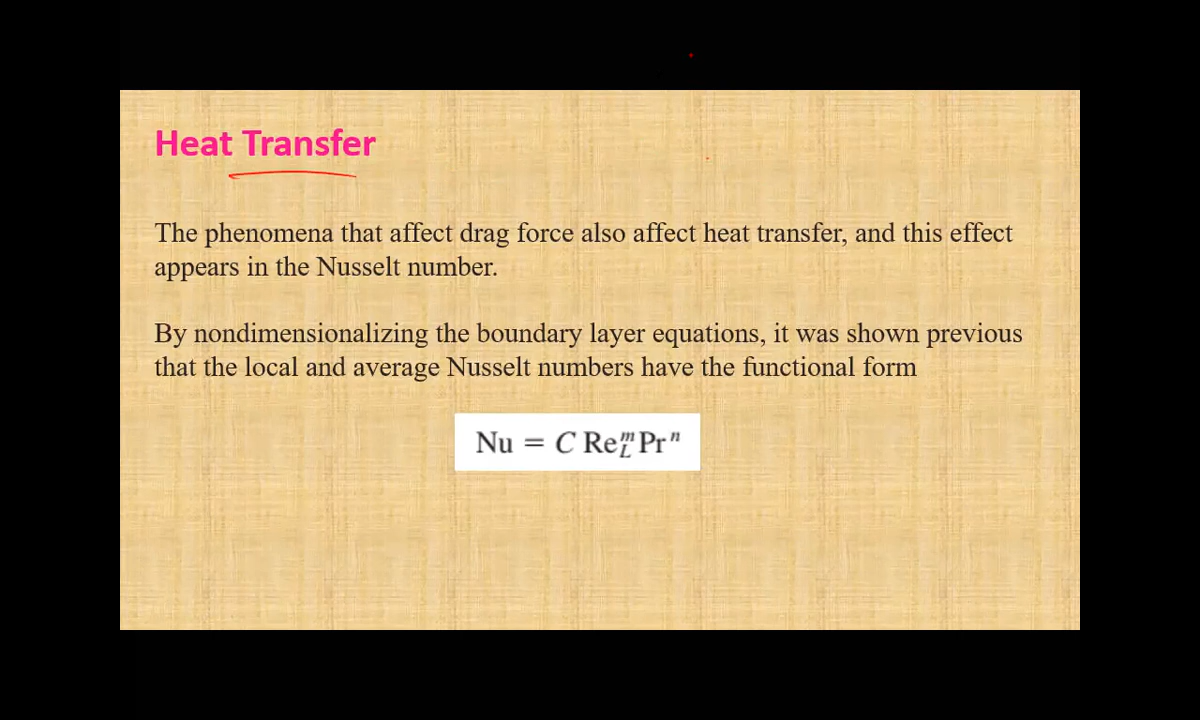 Heat Transfer
The phenomena that affect drag force also affect heat transfer, and this effect
appears in the Nusselt number.
By nondimensionalizing the boundary layer equations, it was shown previous
that the local and average Nusselt numbers have the functional form
Nu = C Re_L^m Pr^n